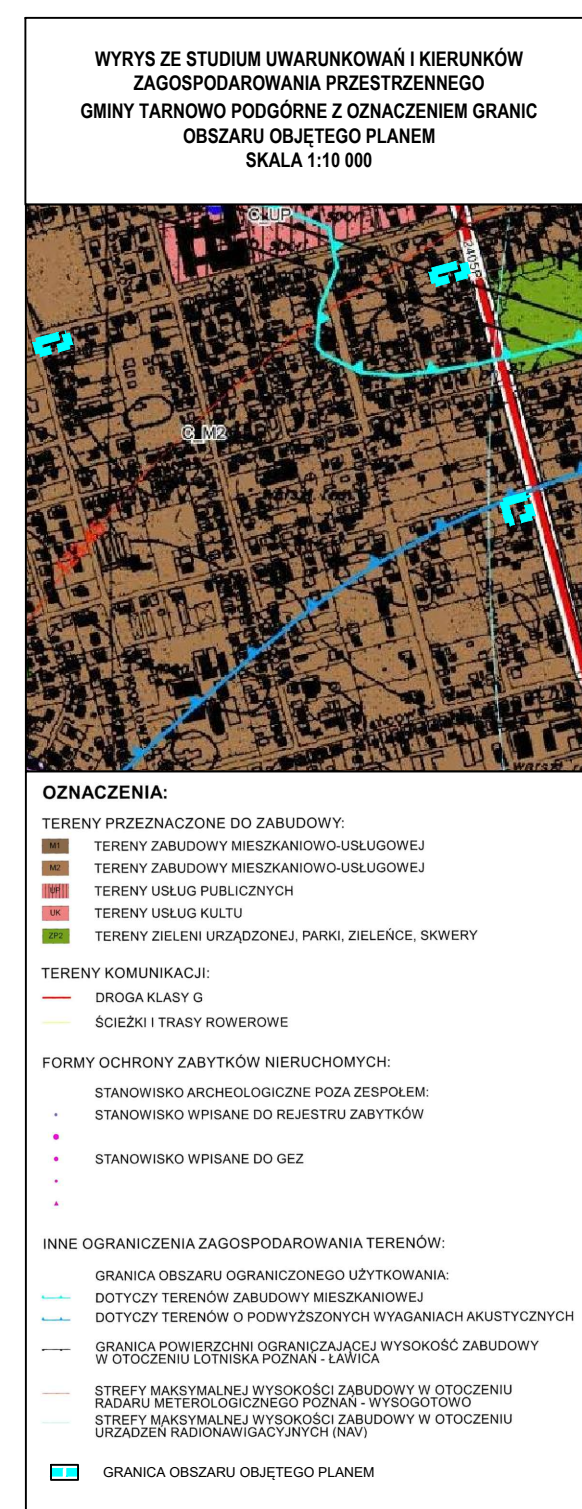 WYRYS ZE STUDIUM UWARUNKOWAŃ I KIERUNKÓW
ZAGOSPODAROWANIA PRZESTRZENNEGO
GMINY TARNOWO PODGÓRNE Z OZNACZENIEM GRANIC
OBSZARU OBJĘTEGO PLANEM
SKALA 1:10 000
C_UP
sport
sport
2405P
C_M2
OZNACZENIA:
TERENY PRZEZNACZONE DO ZABUDOWY:
M1 TERENY ZABUDOWY MIESZKANIOWO-USŁUGOWEJ
M2 TERENY ZABUDOWY MIESZKANIOWO-USŁUGOWEJ
UP TERENY USŁUG PUBLICZNYCH
UK TERENY USŁUG KULTU
ZP2 TERENY ZIELENI URZĄDZONEJ, PARKI, ZIELEŃCE, SKWERY
TERENY KOMUNIKACJI:
DROGA KLASY G
ŚCIEŻKI I TRASY ROWEROWE
FORMY OCHRONY ZABYTKÓW NIERUCHOMYCH:
STANOWISKO ARCHEOLOGICZNE POZA ZESPOŁEM:
STANOWISKO WPISANE DO REJESTRU ZABYTKÓW
STANOWISKO WPISANE DO GEZ
INNE OGRANICZENIA ZAGOSPODAROWANIA TERENÓW:
GRANICA OBSZARU OGRANICZONEGO UŻYTKOWANIA:
DOTYCZY TERENÓW ZABUDOWY MIESZKANIOWEJ
DOTYCZY TERENÓW O PODWYŻSZONYCH WYAGANIACH AKUSTYCZNYCH
GRANICA POWIERZCHNI OGRANICZAJĄCEJ WYSOKOŚĆ ZABUDOWY
W OTOCZENIU LOTNISKA POZNAŃ - ŁAWICA
STREFY MAKSYMALNEJ WYSOKOŚCI ZABUDOWY W OTOCZENIU
RADARU METEROLOGICZNEGO POZNAŃ - WYSOGOTOWO
STREFY MAKSYMALNEJ WYSOKOŚCI ZABUDOWY W OTOCZENIU
URZĄDZEŃ RADIONAWIGACYJNYCH (NAV)
GRANICA OBSZARU OBJĘTEGO PLANEM